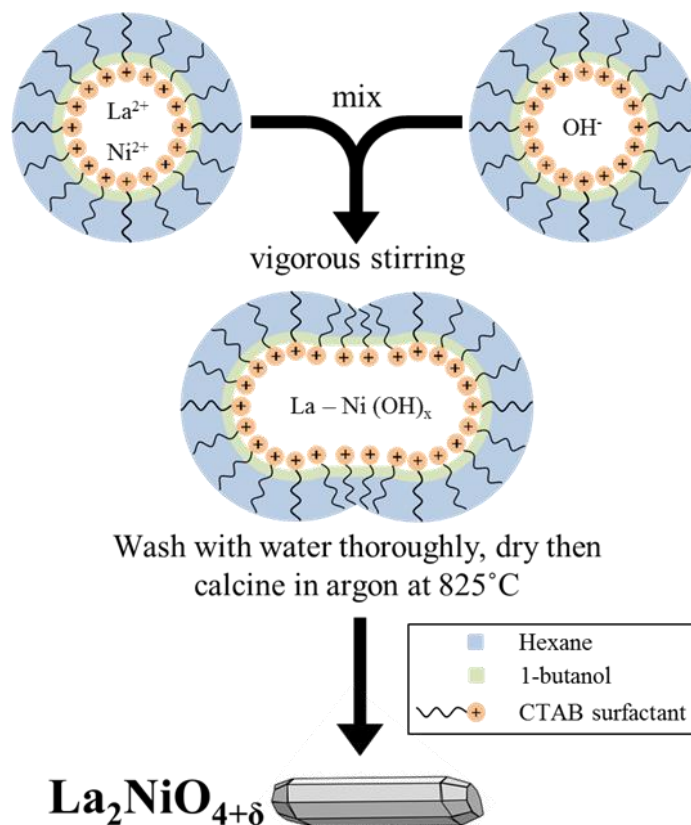 La²⁺
Ni²⁺
mix
OH⁻
vigorous stirring
La – Ni (OH)ₓ
Wash with water thoroughly, dry then
calcine in argon at 825˚C
Hexane
1-butanol
CTAB surfactant
La₂NiO₄₊δ